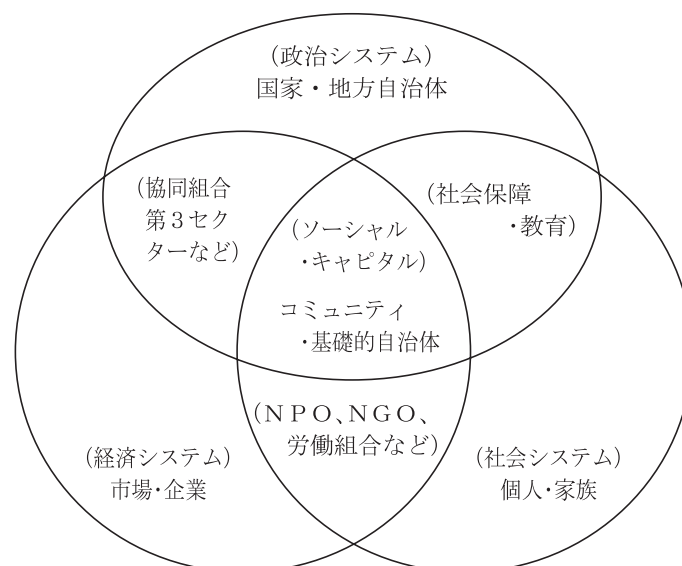 (政治システム)
国家・地方自治体
(協同組合
第3セク
ターなど)
(社会保障
・教育)
(ソーシャル
・キャピタル)
コミュニティ
・基礎的自治体
(NPO、NGO、
労働組合など)
(経済システム)
市場・企業
(社会システム)
個人・家族